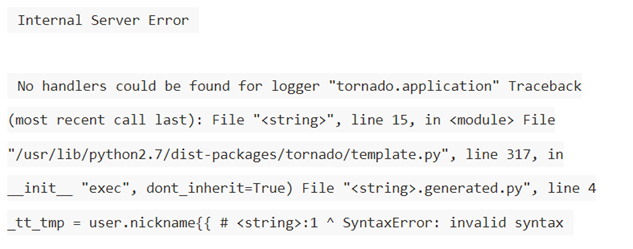 Internal Server Error
No handlers could be found for logger "tornado.application" Traceback
(most recent call last): File "<string>", line 15, in <module> File
"/usr/lib/python2.7/dist-packages/tornado/template.py", line 317, in
__init__ "exec", dont_inherit=True) File "<string>.generated.py", line 4
_tt_tmp = user.nickname{{ # <string>:1 ^ SyntaxError: invalid syntax